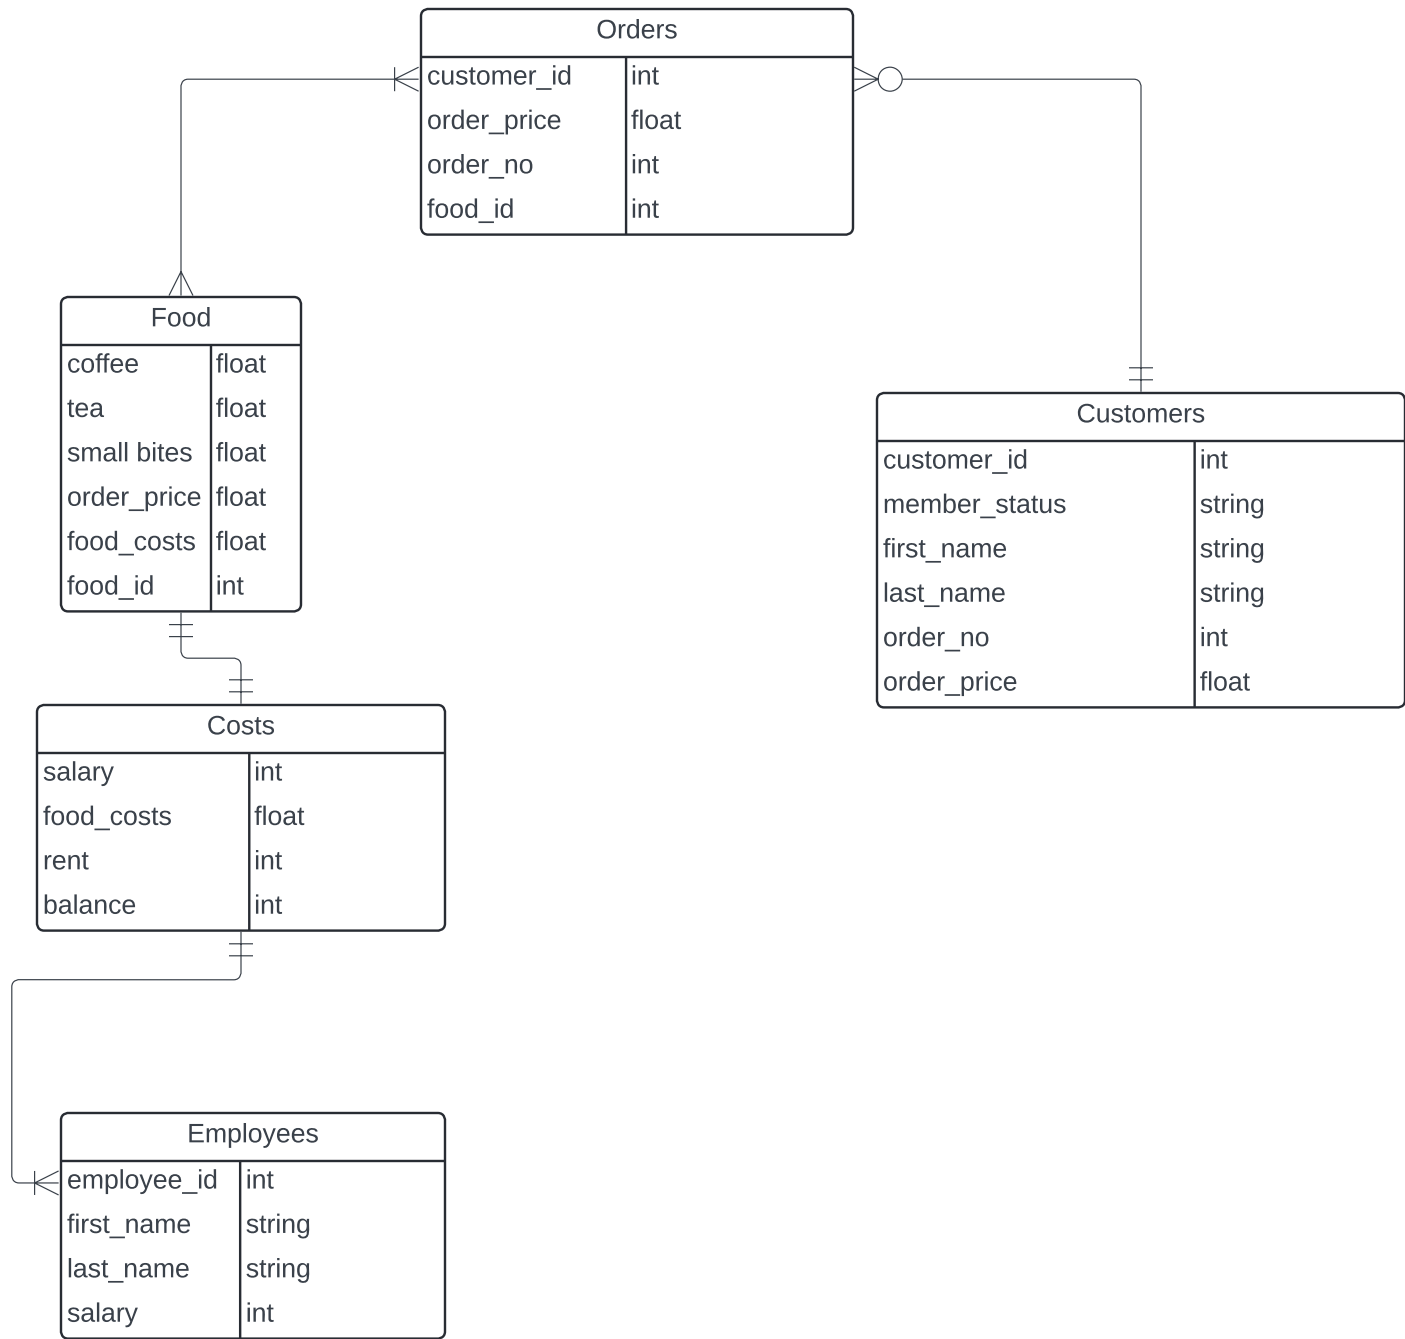 Orders
customer_id int
order_price float
order_no int
food_id int
Food
coffee float
tea float
small bites float
order_price float
food_costs float
food_id int
Customers
customer_id int
member_status string
first_name string
last_name string
order_no int
order_price float
Costs
salary int
food_costs float
rent int
balance int
Employees
employee_id int
first_name string
last_name string
salary int